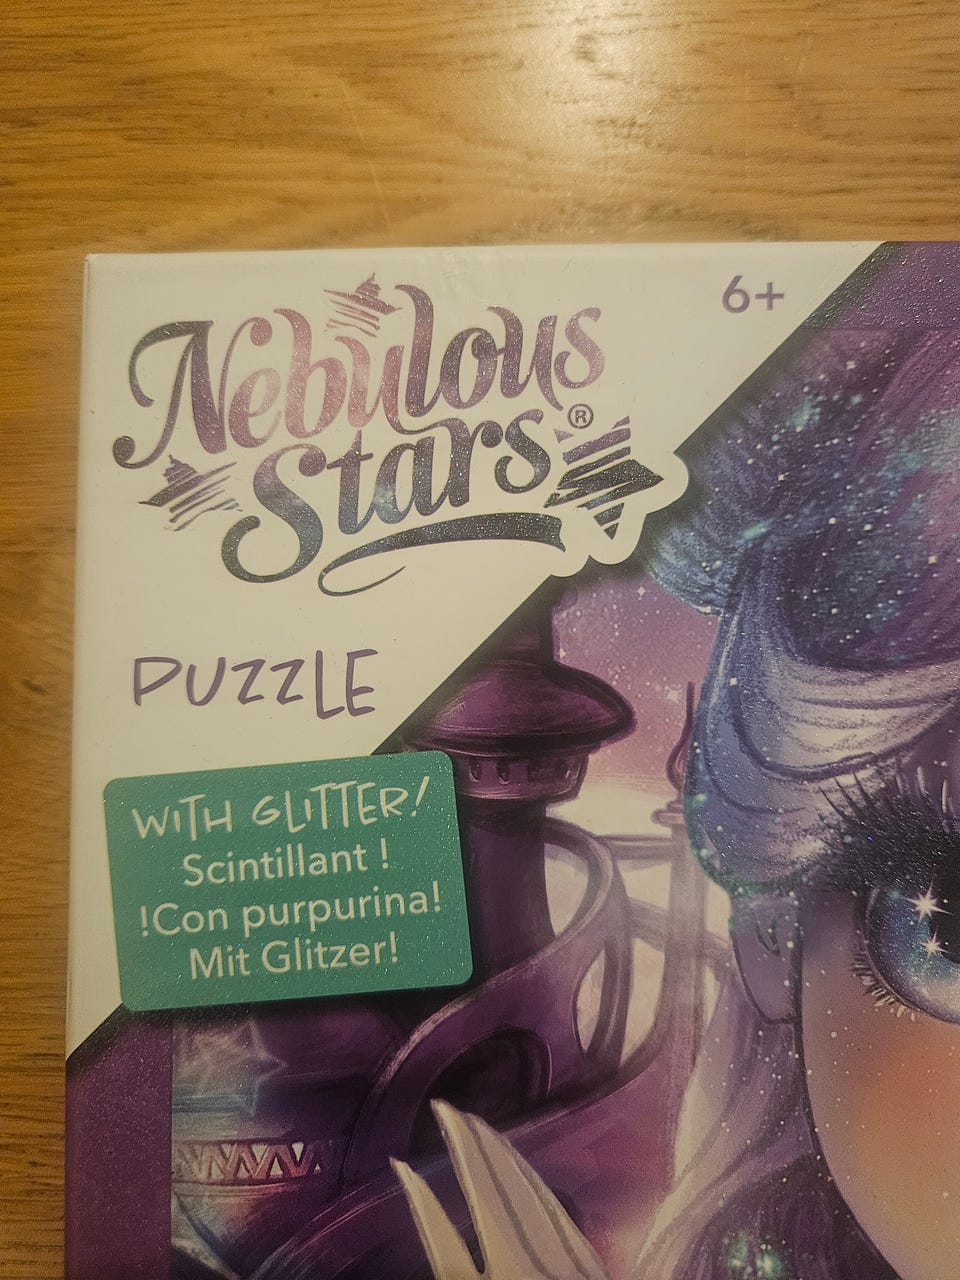 6+
Nebulous
Stars®
PUZZLE
WITH GLITTER!
Scintillant !
!Con purpurina!
Mit Glitzer!